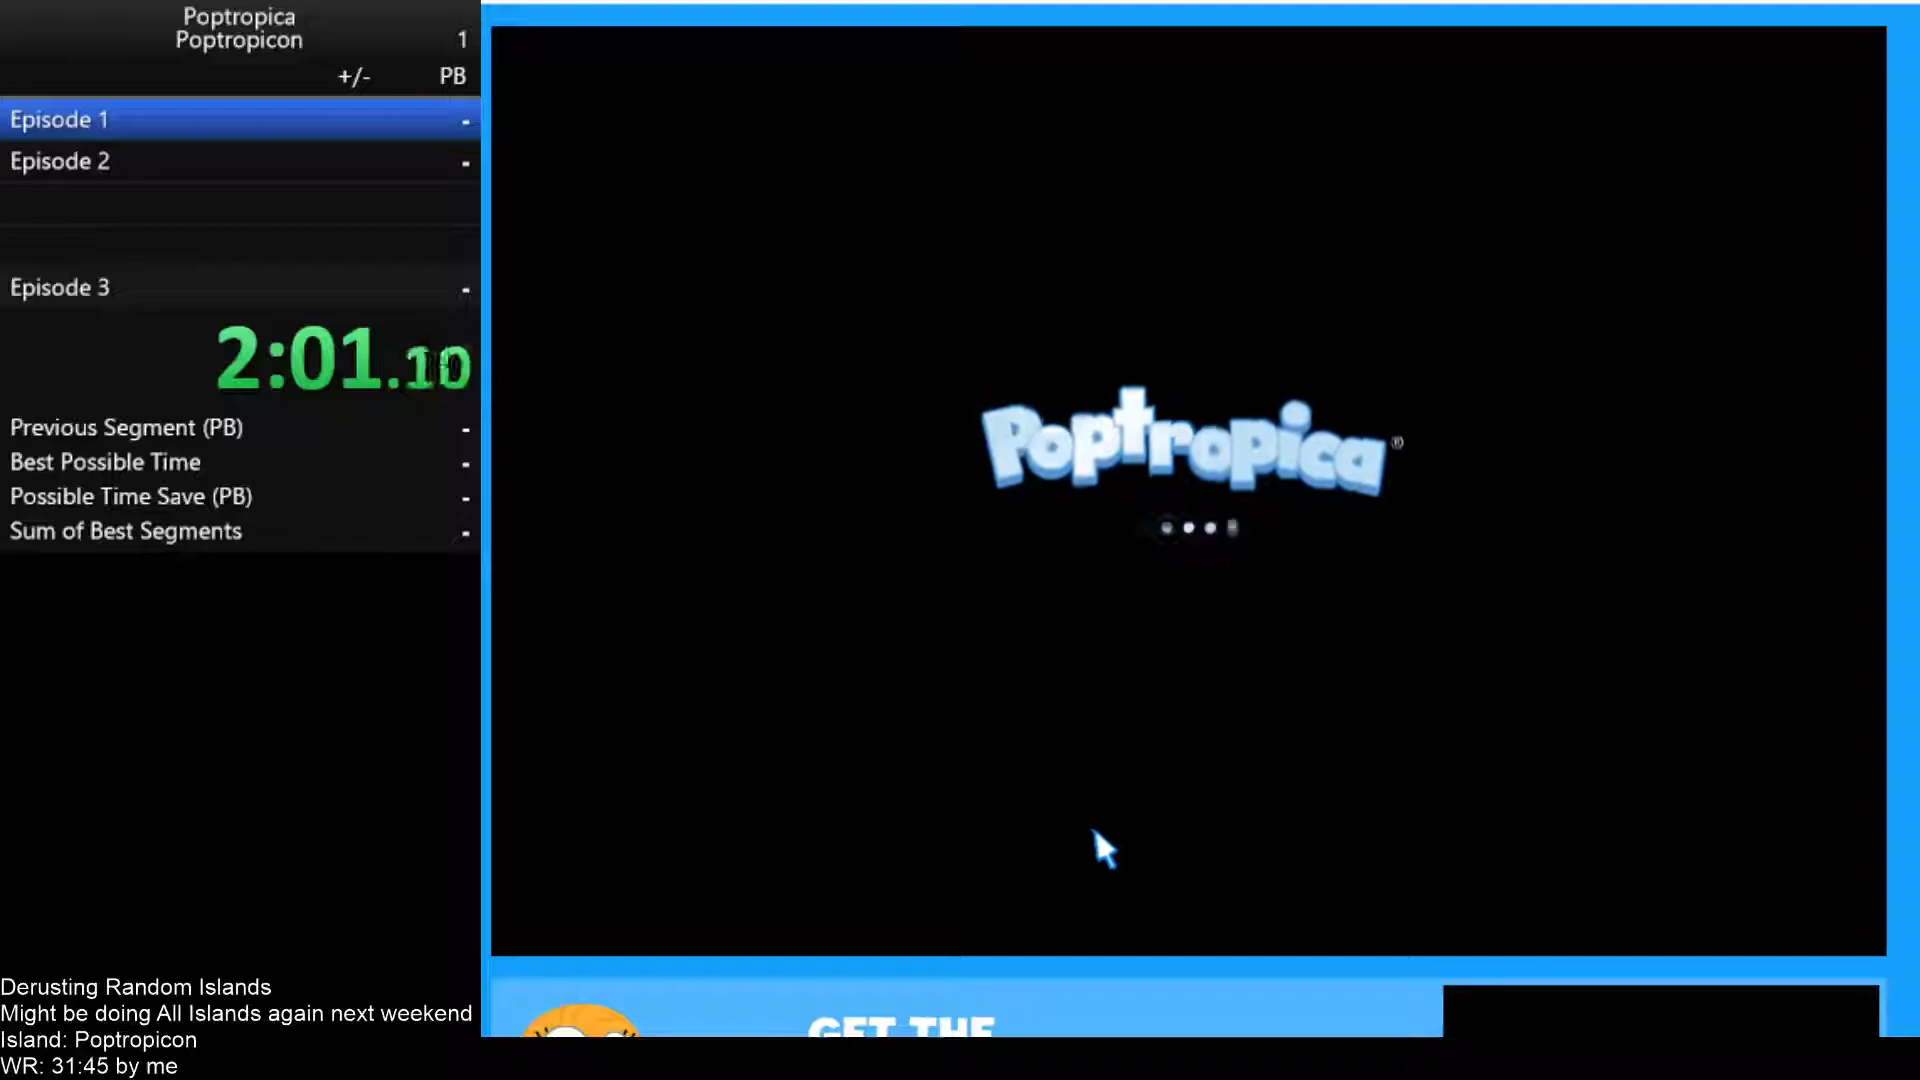 Poptropica
Poptropicon 1
+/- PB
Episode 1 -
Episode 2 -
Episode 3 -
2:01.10
Previous Segment (PB) -
Best Possible Time -
Possible Time Save (PB) -
Sum of Best Segments -
Poptropica®
GET THE
Derusting Random Islands
Might be doing All Islands again next weekend
Island: Poptropicon
WR: 31:45 by me